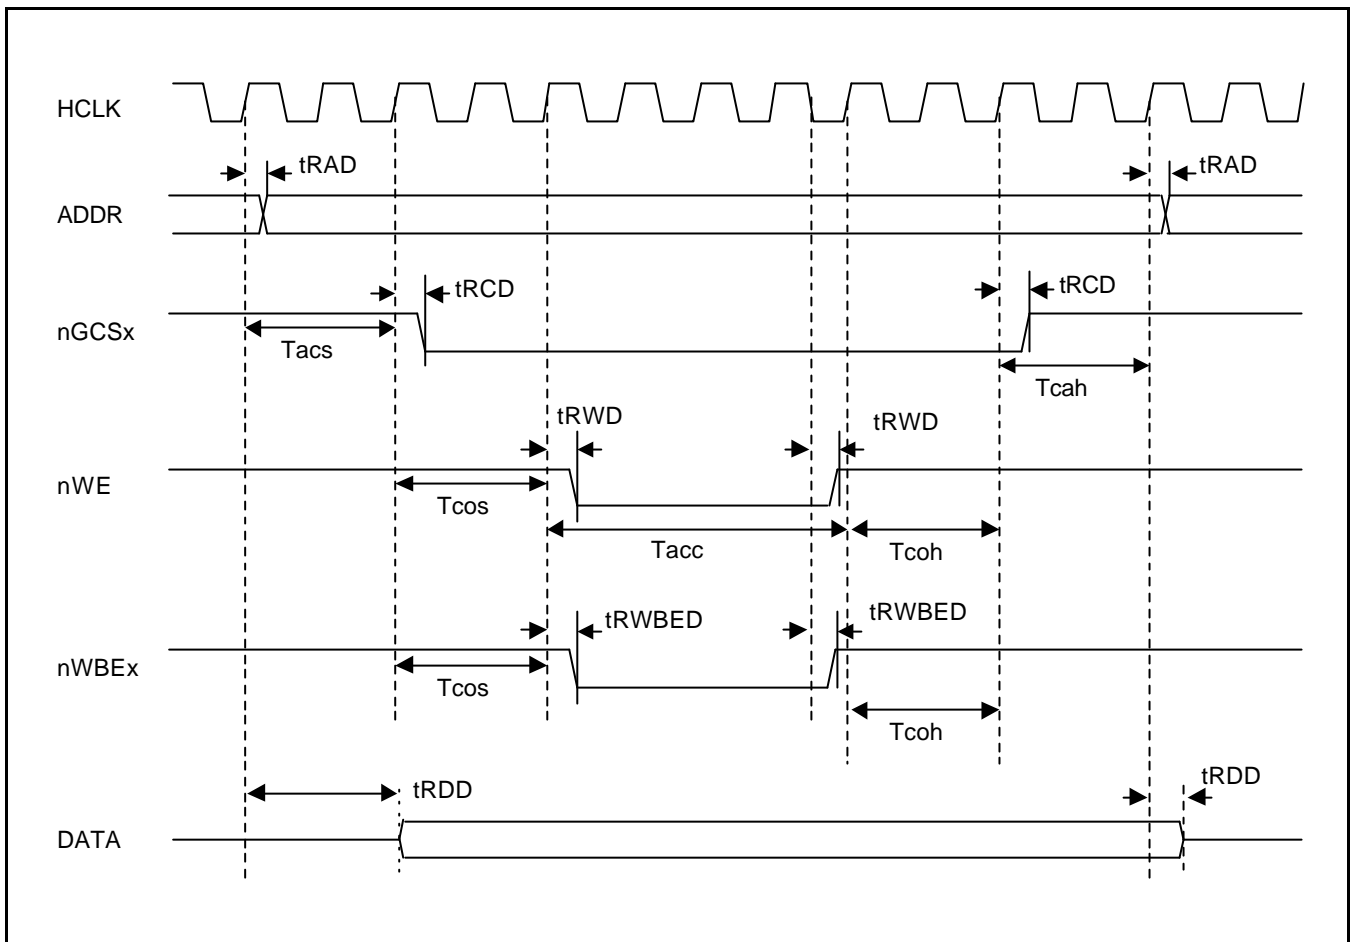 HCLK
tRAD
tRAD
ADDR
tRCD
tRCD
nGCSx
Tacs
Tcah
tRWD
tRWD
nWE
Tcos
Tacc
Tcoh
tRWBED
tRWBED
nWBEx
Tcos
Tcoh
tRDD
tRDD
DATA